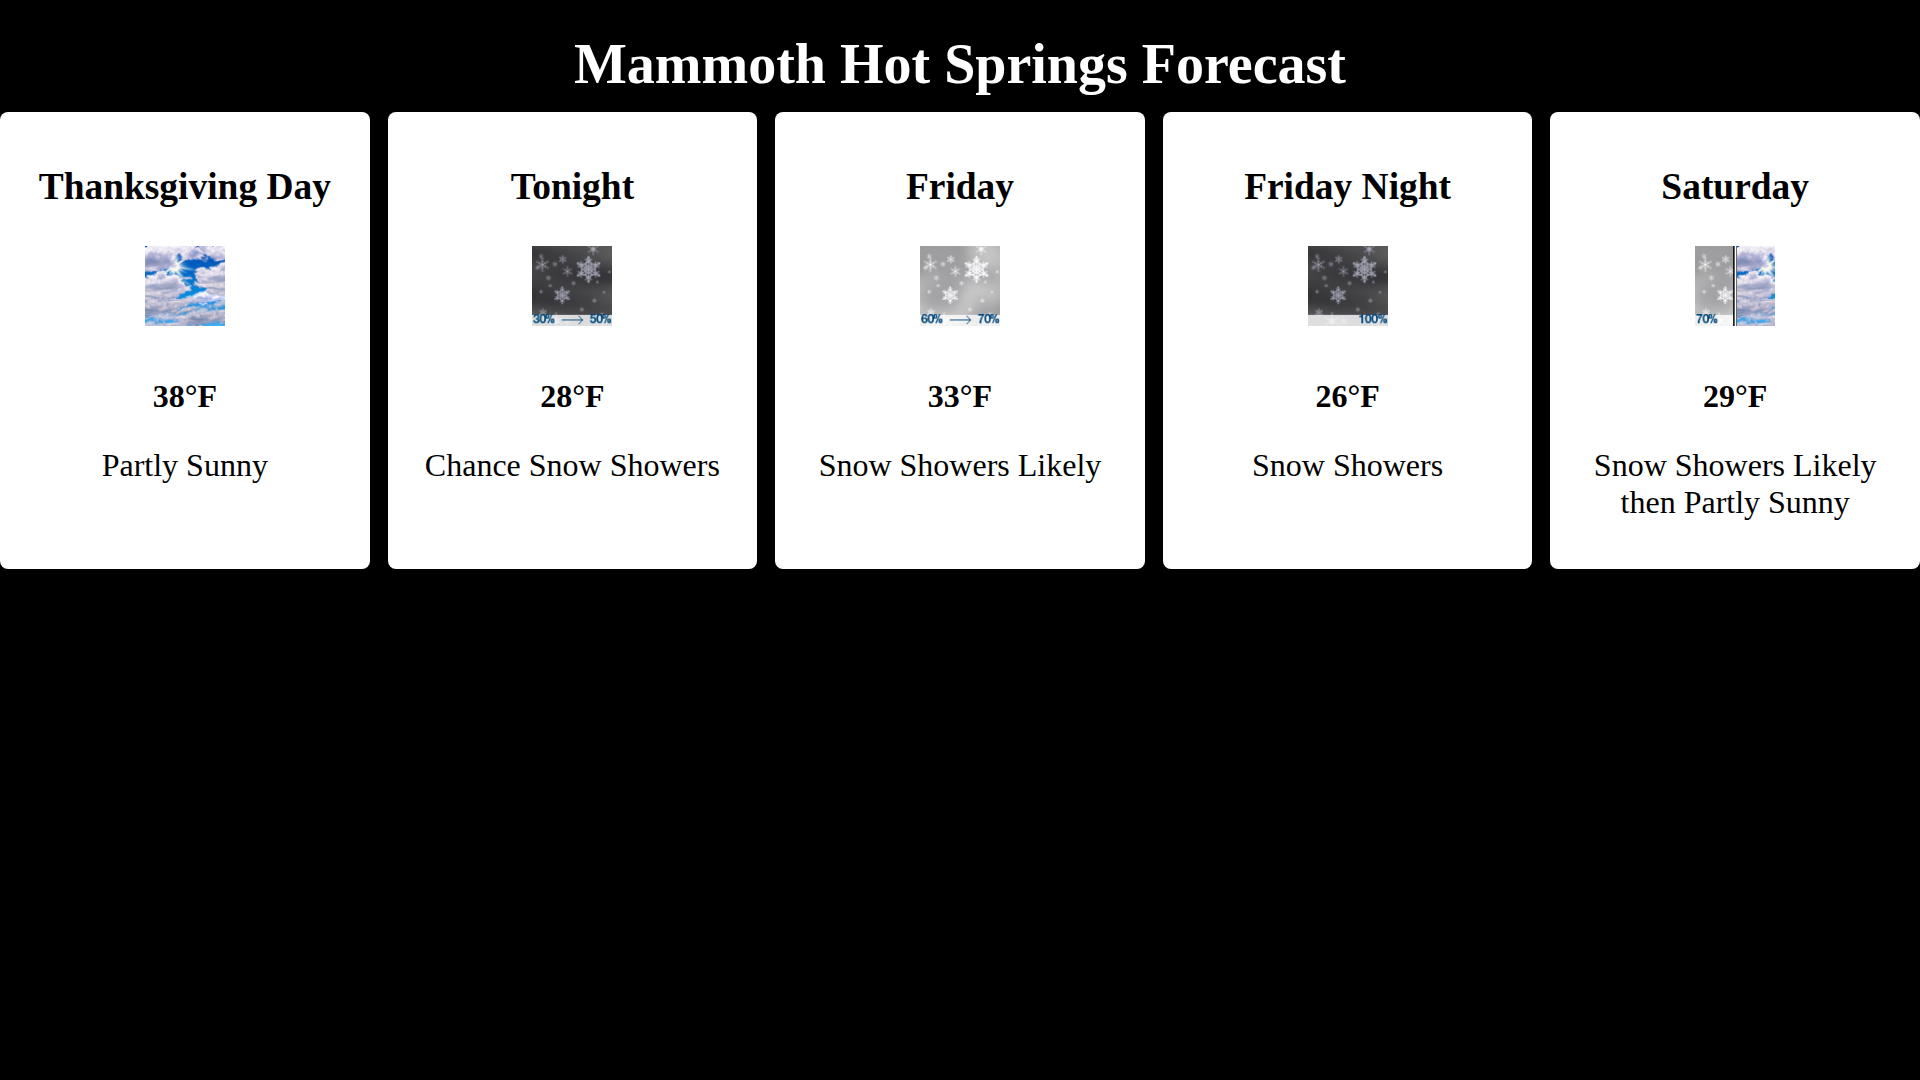 Mammoth Hot Springs Forecast
Thanksgiving Day
38°F
Partly Sunny
Tonight
30% → 50%
28°F
Chance Snow Showers
Friday
60% → 70%
33°F
Snow Showers Likely
Friday Night
100%
26°F
Snow Showers
Saturday
70%
29°F
Snow Showers Likely
then Partly Sunny